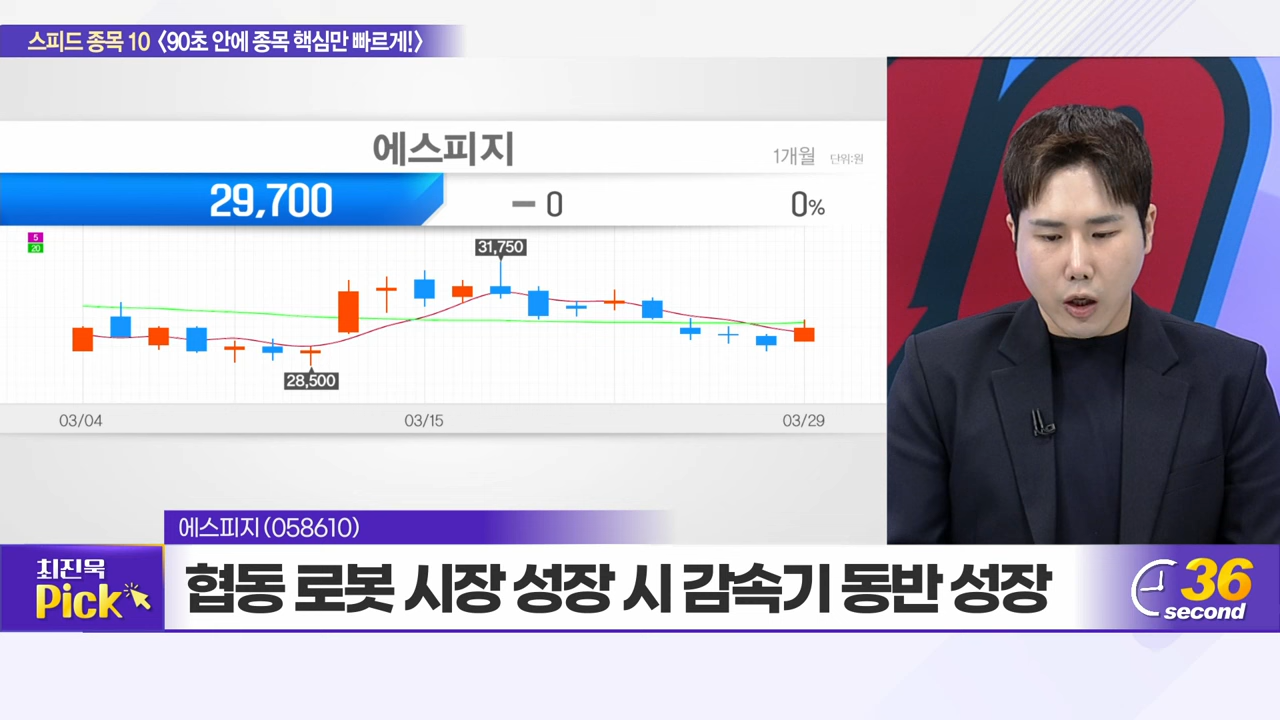 스피드 종목 10 〈90초 안에 종목 핵심만 빠르게!〉
에스피지
1개월 단위:원
29,700 0 0%
5
20
31,750
28,500
03/04 03/15 03/29
에스피지(058610)
최진욱
Pick
협동 로봇 시장 성장 시 감속기 동반 성장
36
second